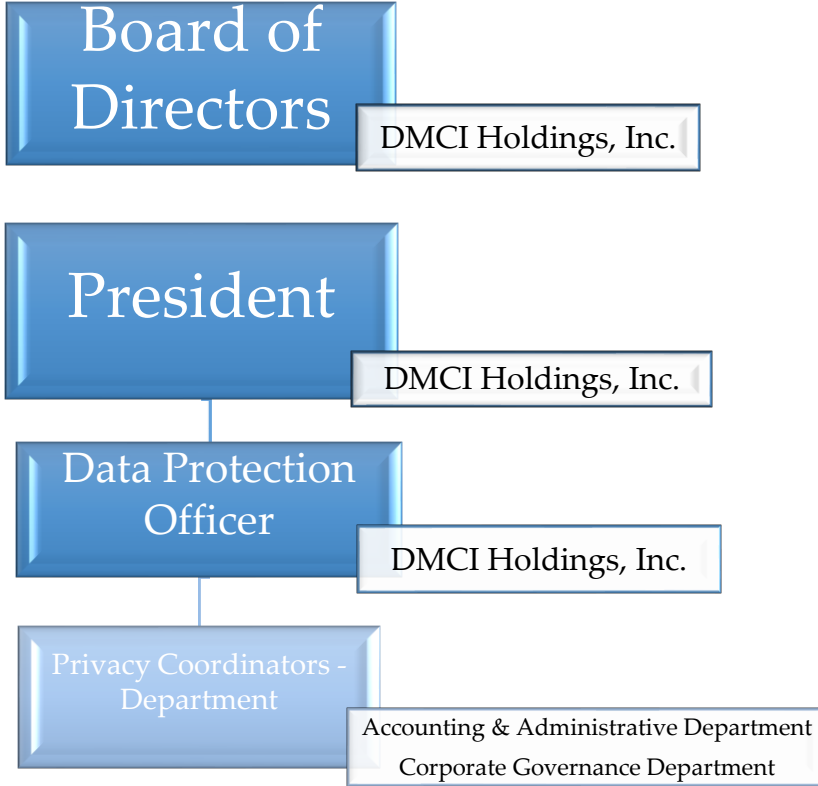 Board of
Directors
DMCI Holdings, Inc.
President
DMCI Holdings, Inc.
Data Protection
Officer
DMCI Holdings, Inc.
Privacy Coordinators -
Department
Accounting & Administrative Department
Corporate Governance Department